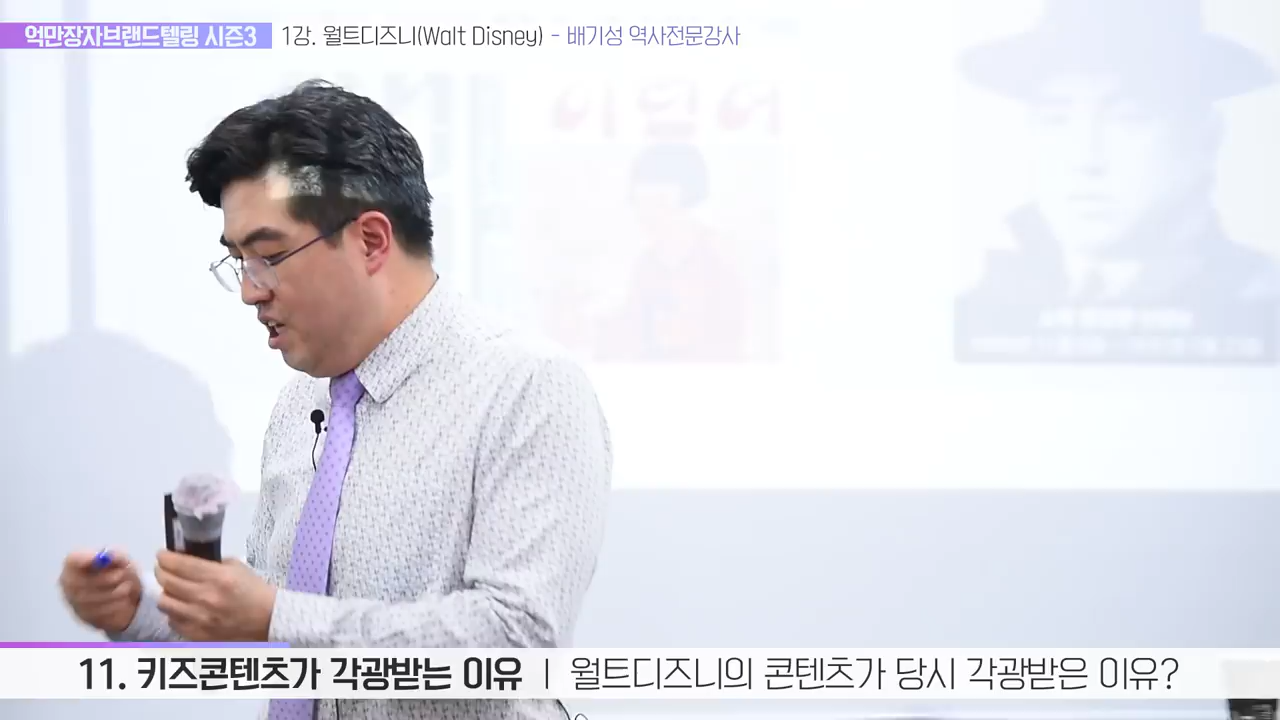 억만장자브랜드텔링 시즌3 1강. 월트디즈니(Walt Disney) - 배기성 역사전문강사
어린이
11. 키즈콘텐츠가 각광받는 이유 | 월트디즈니의 콘텐츠가 당시 각광받은 이유?